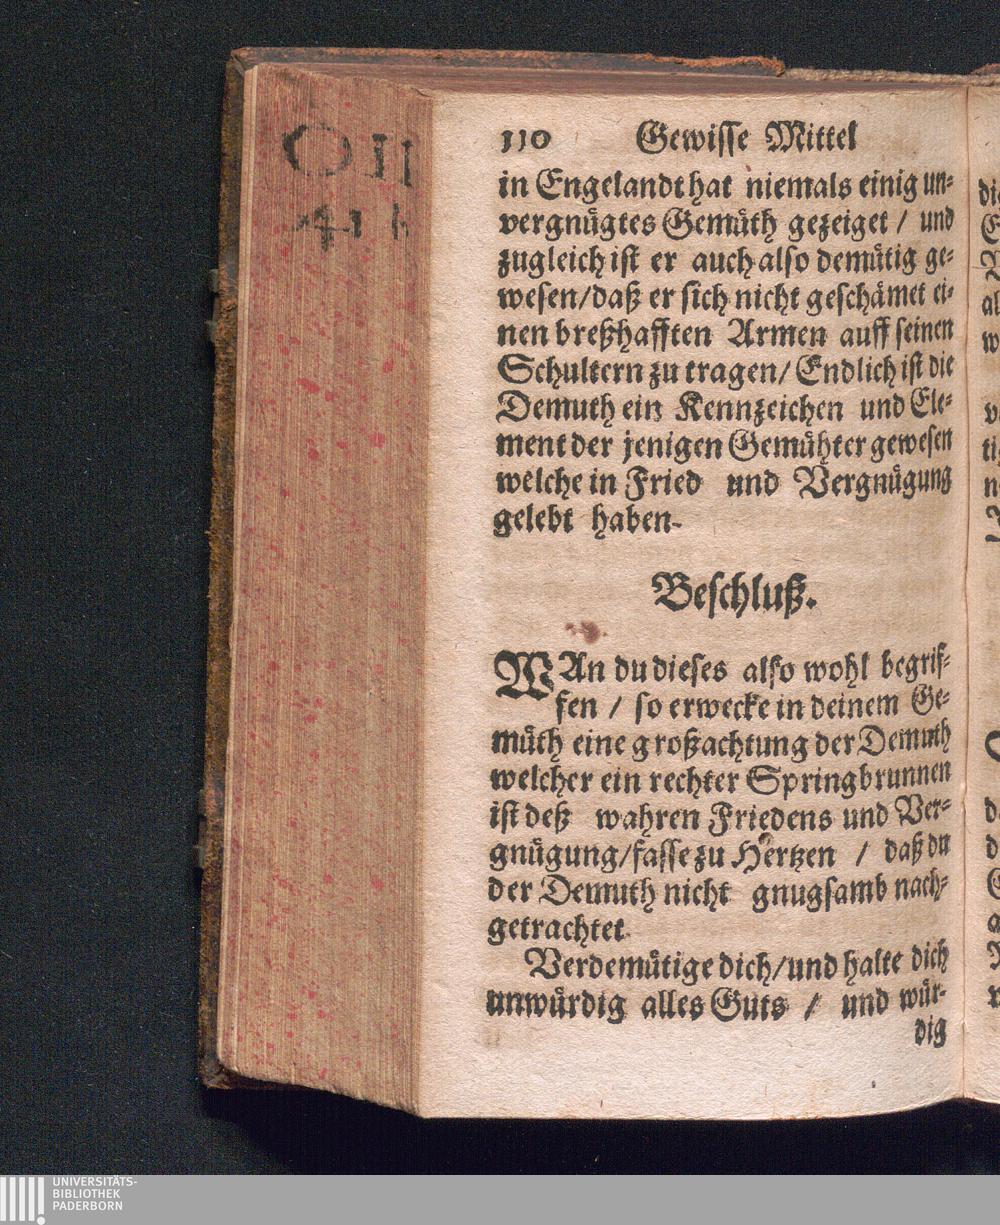 110 Gewisse Mittel
in Engelandt hat niemals einig un-
vergnügtes Gemüth gezeiget / und
zugleich ist er auch also demütig ge-
wesen/daß er sich nicht geschämet ei-
nen breßhafften Armen auff seinen
Schultern zu tragen/ Endlich ist die
Demuth ein Kennzeichen und Ele-
ment der jenigen Gemühter gewesen
welche in Fried und Vergnügung
gelebt haben.
Beschluß.
WAn du dieses also wohl begrif-
fen / so erwecke in deinem Ge-
müth eine großachtung der Demuth
welcher ein rechter Springbrunnen
ist deß wahren Friedens und Ver-
gnügung/fasse zu Hertzen / daß du
der Demuth nicht gnugsamb nach-
getrachtet.
Verdemütige dich/und halte dich
unwürdig alles Guts / und wür-
dig
UNIVERSITÄTS-
BIBLIOTHEK
PADERBORN